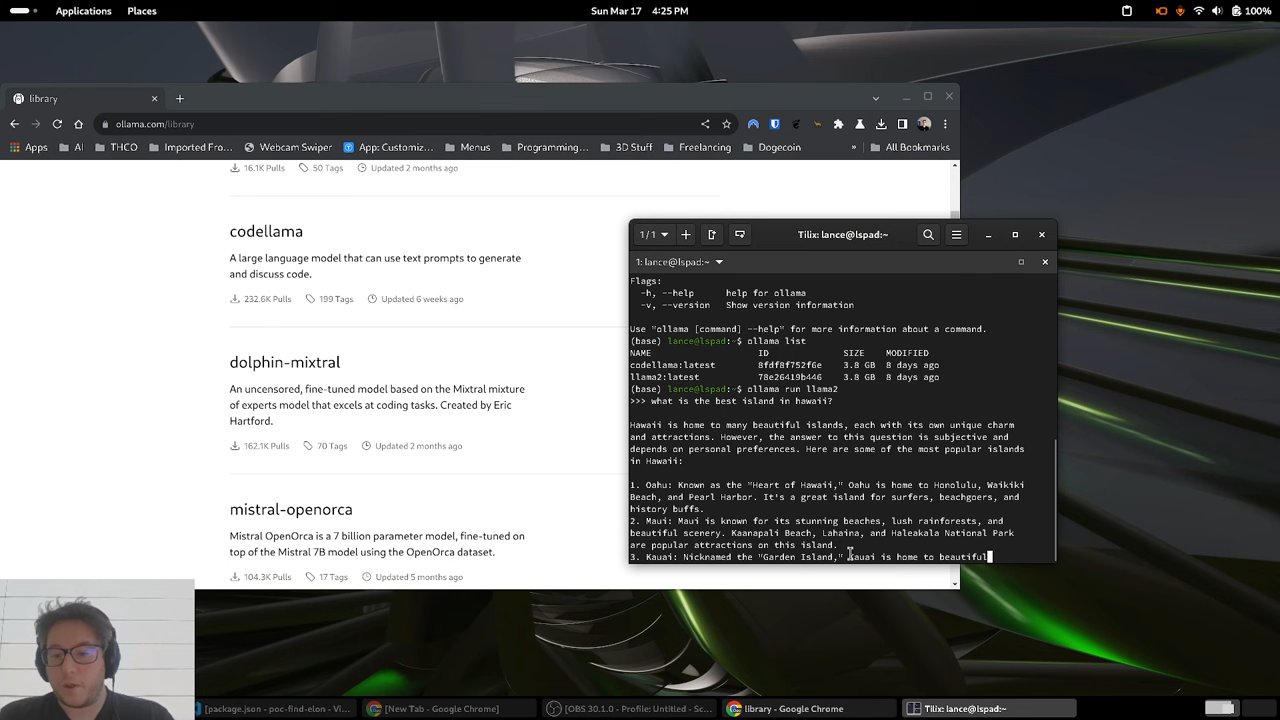 Applications Places Sun Mar 17 4:25 PM 100%
library
ollama.com/library
Apps AI THCO Imported Fro... Webcam Swiper App: Customiz... Menus Programming... 3D Stuff Freelancing Dogecoin » All Bookmarks
16.1K Pulls 50 Tags Updated 2 months ago
codellama
A large language model that can use text prompts to generate
and discuss code.
232.6K Pulls 199 Tags Updated 6 weeks ago
dolphin-mixtral
An uncensored, fine-tuned model based on the Mixtral mixture
of experts model that excels at coding tasks. Created by Eric
Hartford.
162.1K Pulls 70 Tags Updated 2 months ago
mistral-openorca
Mistral OpenOrca is a 7 billion parameter model, fine-tuned on
top of the Mistral 7B model using the OpenOrca dataset.
104.3K Pulls 17 Tags Updated 5 months ago
1/1 Tilix: lance@lspad:~
1: lance@lspad:~
Flags:
-h, --help help for ollama
-v, --version Show version information
Use "ollama [command] --help" for more information about a command.
(base) lance@lspad:~$ ollama list
NAME ID SIZE MODIFIED
codellama:latest 8fdf8f752f6e 3.8 GB 8 days ago
llama2:latest 78e26419b446 3.8 GB 8 days ago
(base) lance@lspad:~$ ollama run llama2
>>> what is the best island in hawaii?
Hawaii is home to many beautiful islands, each with its own unique charm
and attractions. However, the answer to this question is subjective and
depends on personal preferences. Here are some of the most popular islands
in Hawaii:
1. Oahu: Known as the "Heart of Hawaii," Oahu is home to Honolulu, Waikiki
Beach, and Pearl Harbor. It's a great island for surfers, beachgoers, and
history buffs.
2. Maui: Maui is known for its stunning beaches, lush rainforests, and
beautiful scenery. Kaanapali Beach, Lahaina, and Haleakala National Park
are popular attractions on this island.
3. Kauai: Nicknamed the "Garden Island," Kauai is home to beautiful
[package.json - poc-find-elon - Vi... [New Tab - Google Chrome] [OBS 30.1.0 - Profile: Untitled - Sc... library - Google Chrome Tilix: lance@lspad:~